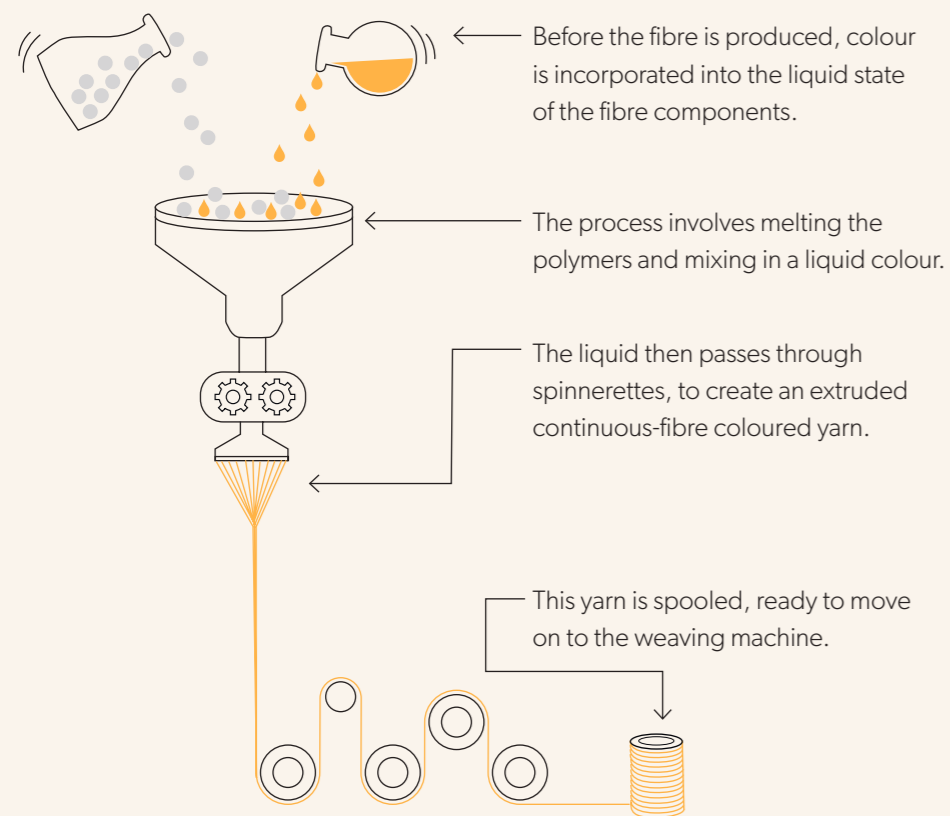 Before the fibre is produced, colour
is incorporated into the liquid state
of the fibre components.
The process involves melting the
polymers and mixing in a liquid colour.
The liquid then passes through
spinnerettes, to create an extruded
continuous-fibre coloured yarn.
This yarn is spooled, ready to move
on to the weaving machine.